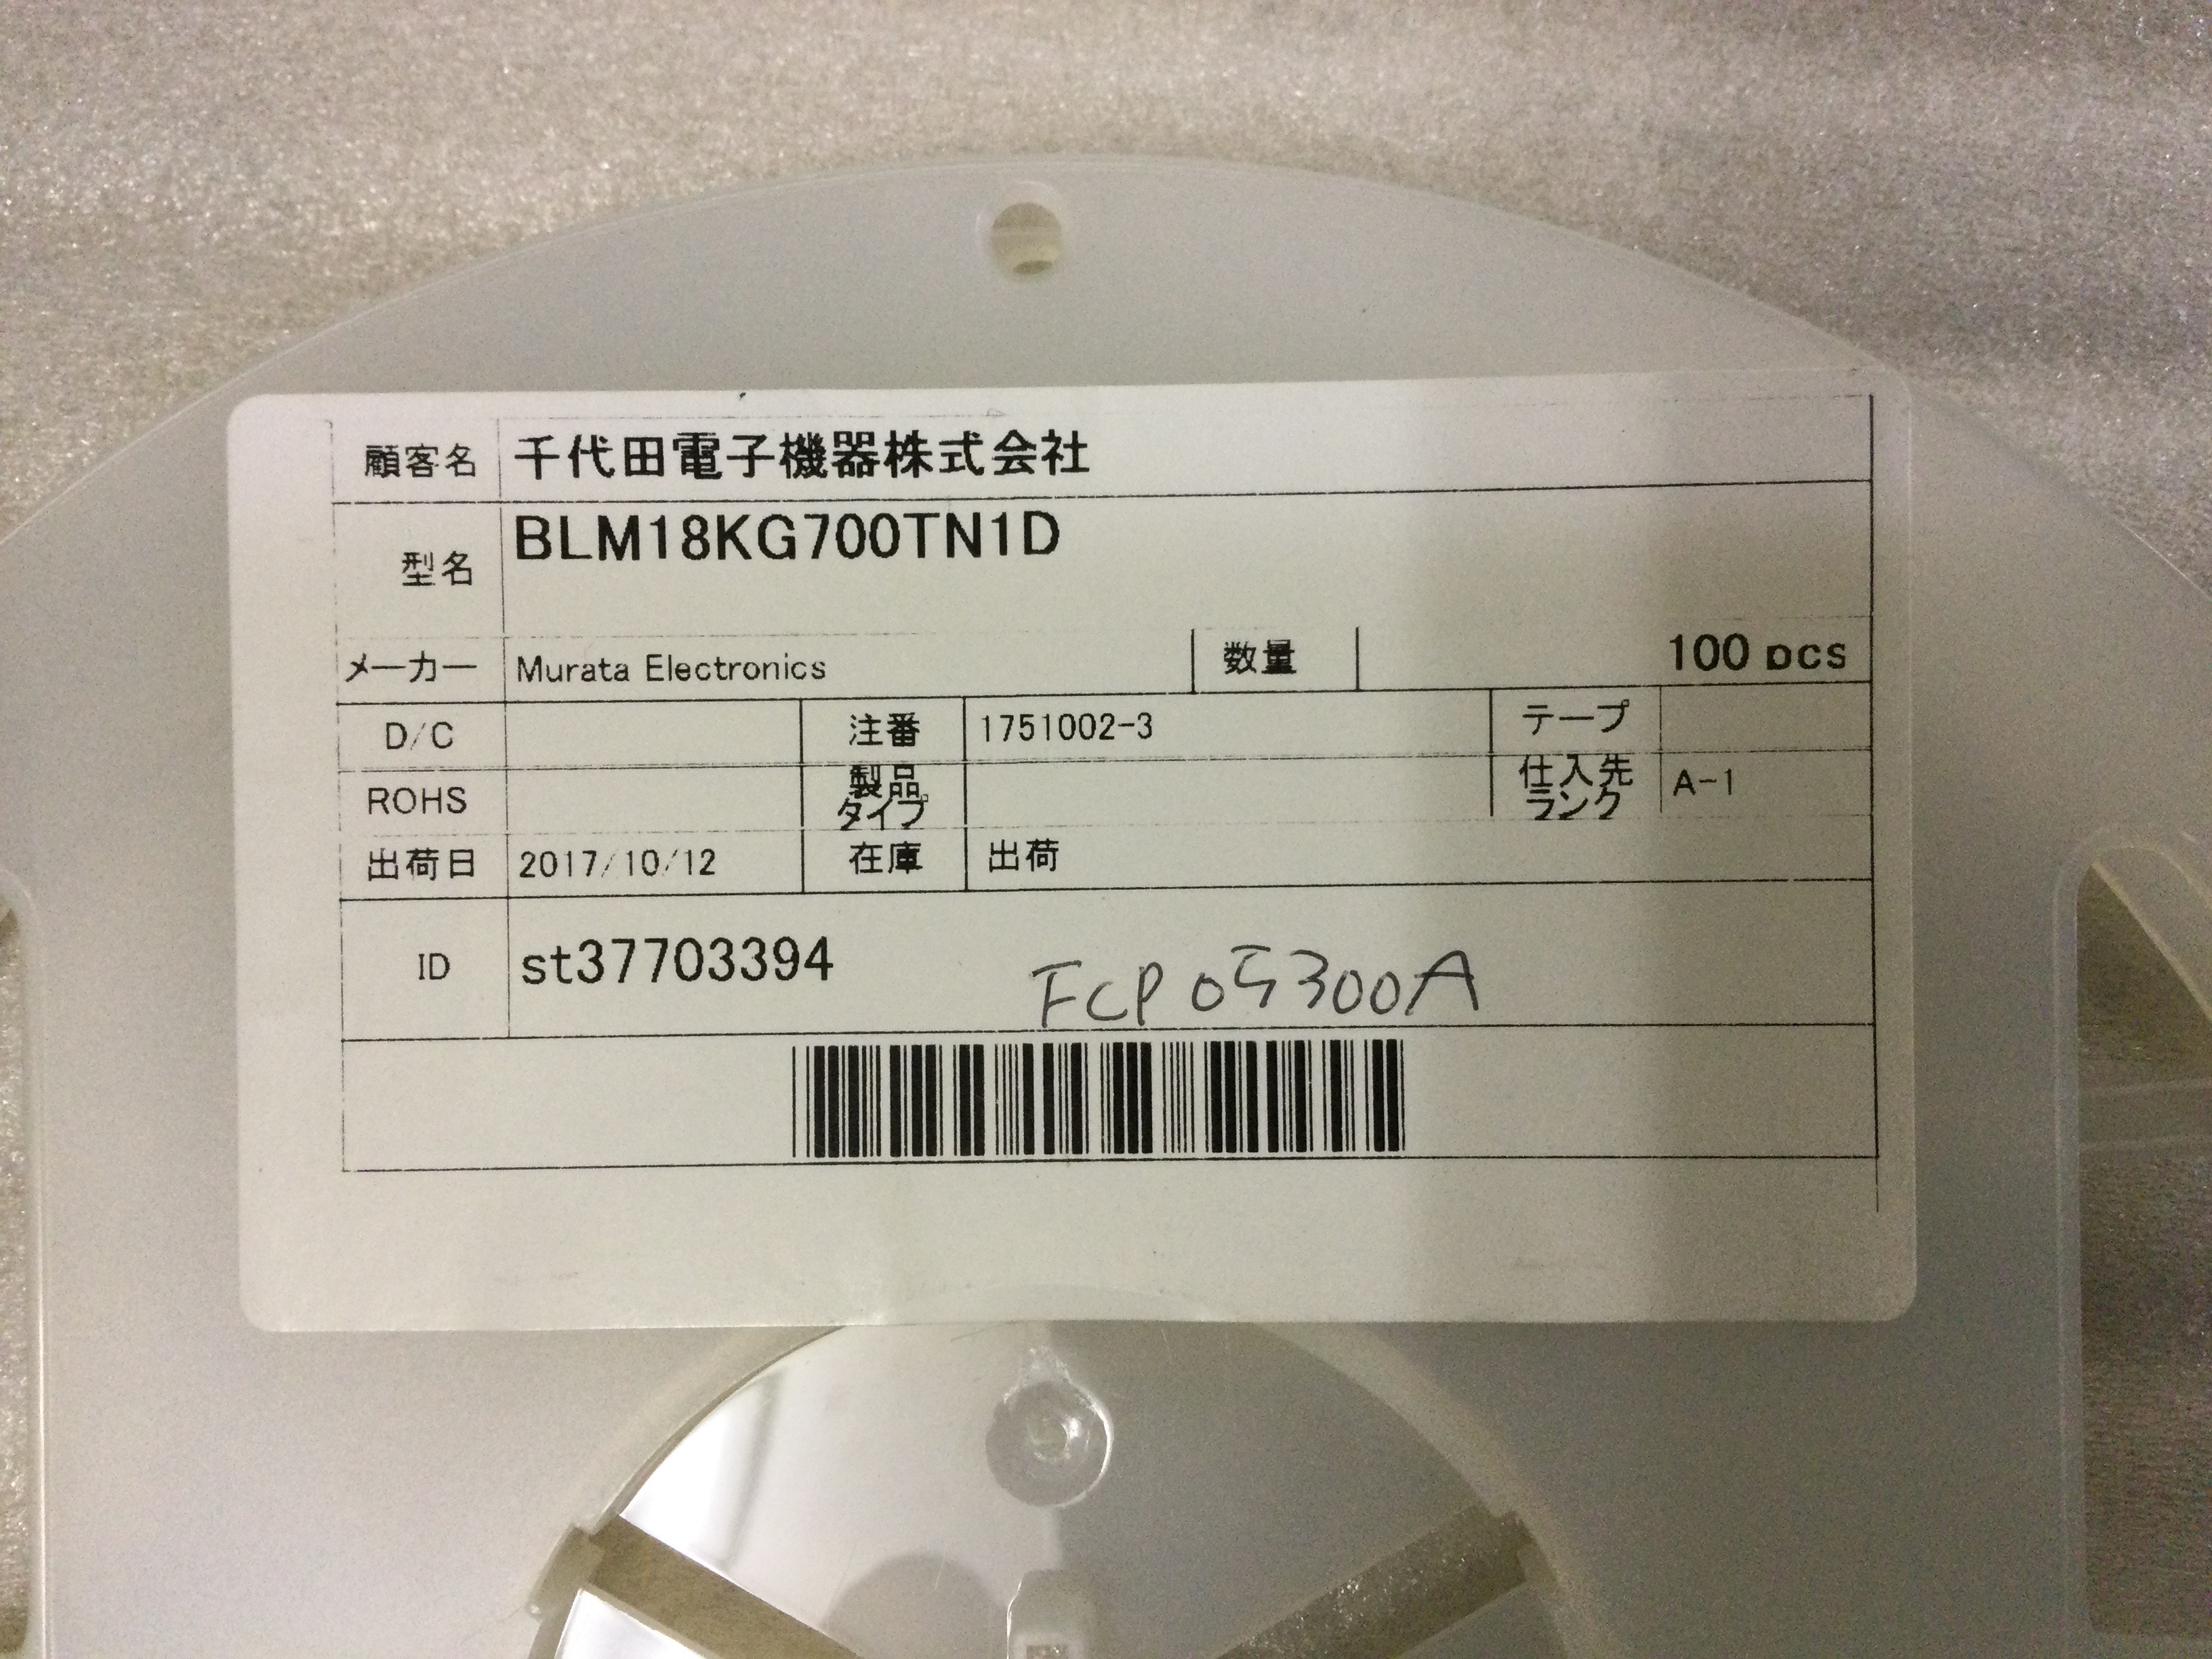 顧客名 千代田電子機器株式会社
型名 BLM18KG700TN1D
メーカー Murata Electronics 数量 100 pcs
D/C 注番 1751002-3 テープ
ROHS 製品タイプ 仕入先ランク A-1
出荷日 2017/10/12 在庫 出荷
ID st37703394 FCP05300A